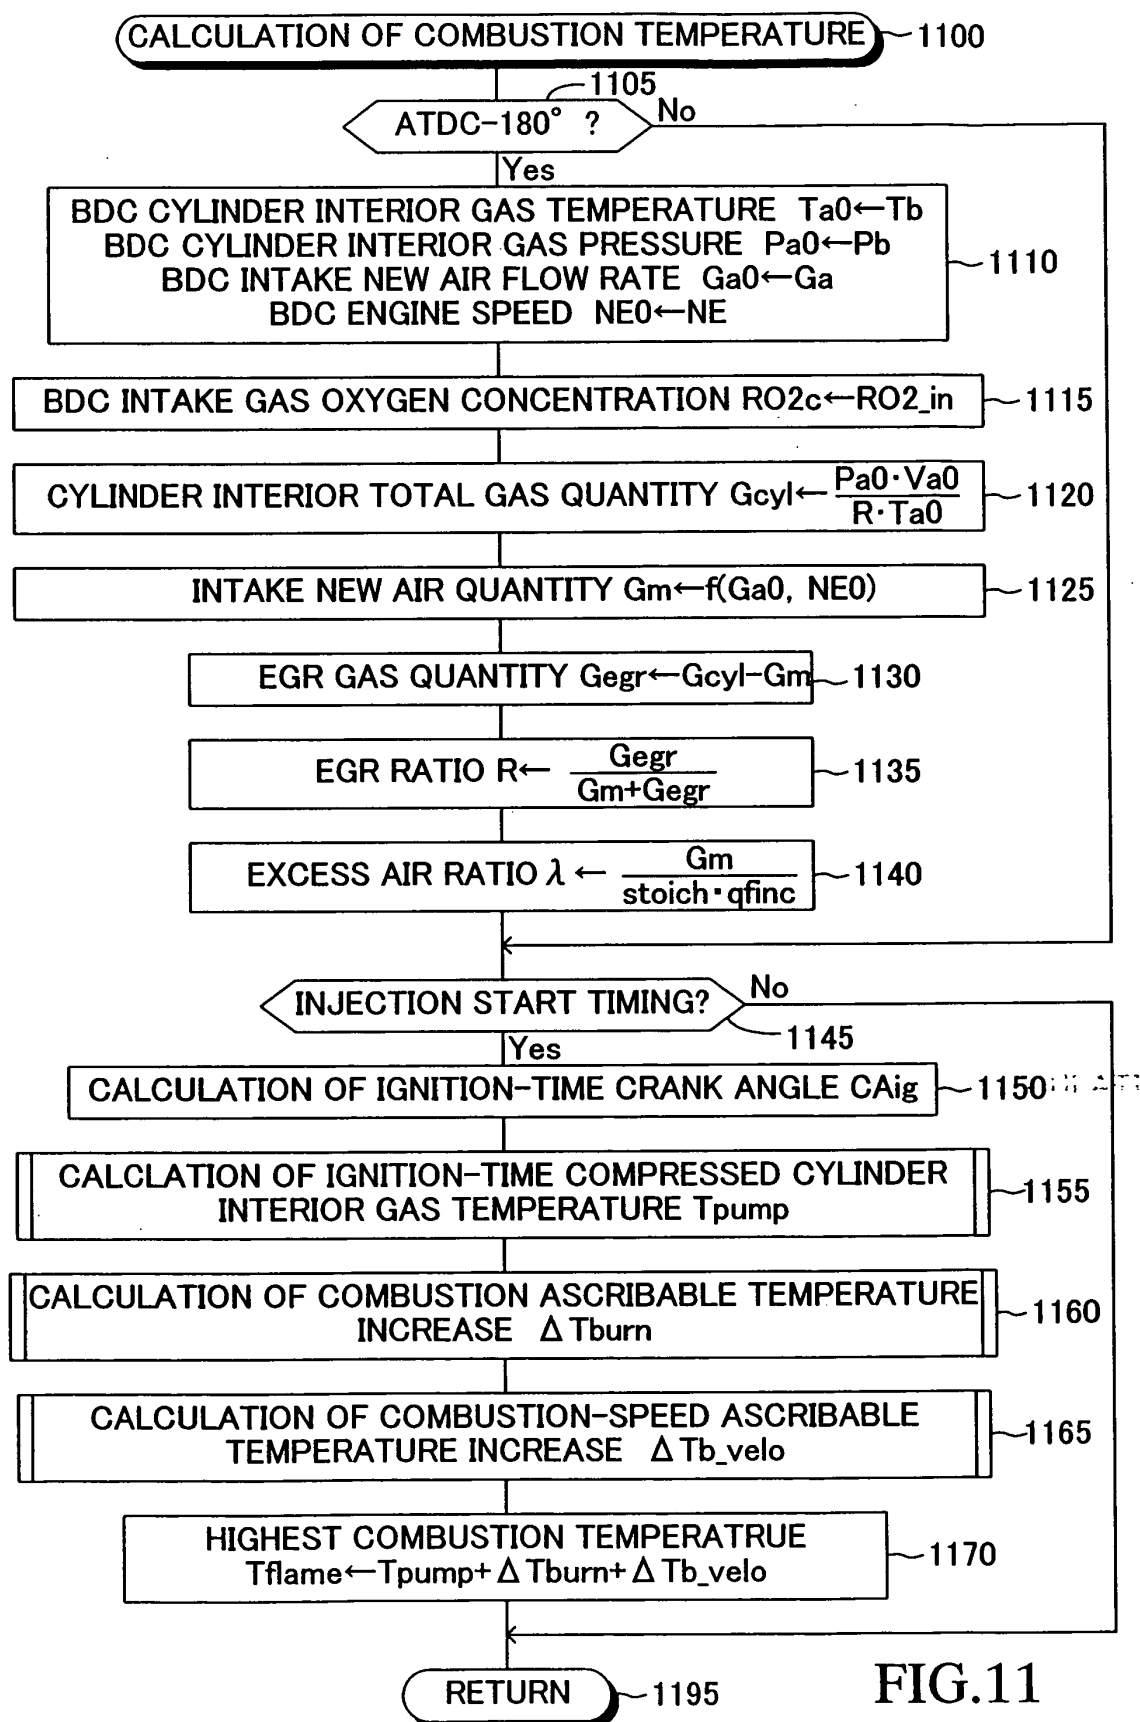 CALCULATION OF COMBUSTION TEMPERATURE
1100
1105
ATDC-180° ?
No
Yes
BDC CYLINDER INTERIOR GAS TEMPERATURE Ta0←Tb
BDC CYLINDER INTERIOR GAS PRESSURE Pa0←Pb
BDC INTAKE NEW AIR FLOW RATE Ga0←Ga
BDC ENGINE SPEED NE0←NE
1110
BDC INTAKE GAS OXYGEN CONCENTRATION RO2c←RO2_in
1115
CYLINDER INTERIOR TOTAL GAS QUANTITY Gcyl← Pa0·Va0
R·Ta0
1120
INTAKE NEW AIR QUANTITY Gm←f(Ga0, NE0)
1125
EGR GAS QUANTITY Gegr←Gcyl-Gm
1130
EGR RATIO R← Gegr
Gm+Gegr
1135
EXCESS AIR RATIO λ← Gm
stoich·qfinc
1140
INJECTION START TIMING?
No
1145
Yes
CALCULATION OF IGNITION-TIME CRANK ANGLE CAig
1150
CALCLATION OF IGNITION-TIME COMPRESSED CYLINDER
INTERIOR GAS TEMPERATURE Tpump
1155
CALCULATION OF COMBUSTION ASCRIBABLE TEMPERATURE
INCREASE ΔTburn
1160
CALCULATION OF COMBUSTION-SPEED ASCRIBABLE
TEMPERATURE INCREASE ΔTb_velo
1165
HIGHEST COMBUSTION TEMPERATRUE
Tflame←Tpump+ΔTburn+ΔTb_velo
1170
RETURN
1195
FIG.11